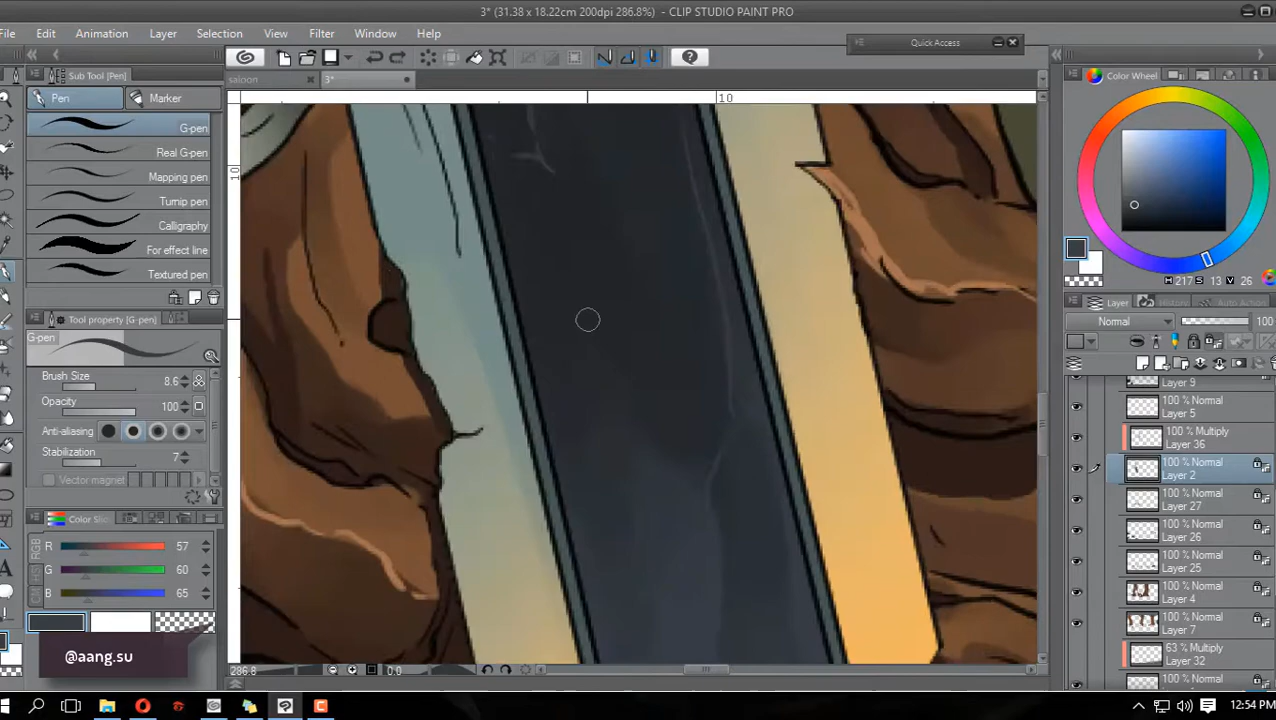 3* (31.38 x 18.22cm 200dpi 286.8%) - CLIP STUDIO PAINT PRO
File Edit Animation Layer Selection View Filter Window Help
Quick Access
saloon 3*
Sub Tool [Pen]
Pen Marker
G-pen
Real G-pen
Mapping pen
Turnip pen
Calligraphy
For effect line
Textured pen
Tool property [G-pen]
G-pen
Brush Size 8.6
Opacity 100
Anti-aliasing
Stabilization 7
Vector magnet
Color Slid
RGB
R 57
G 60
B 65
@aang.su
10
10
286.8 0.0
Color Wheel
H 217 S 13 V 26
Layer History Auto Action
Normal 100
Layer 9
100 % Normal
Layer 5
100 % Multiply
Layer 36
100 % Normal
Layer 2
100 % Normal
Layer 27
100 % Normal
Layer 26
100 % Normal
Layer 25
100 % Normal
Layer 4
100 % Normal
Layer 7
63 % Multiply
Layer 32
100 % Normal
12:54 PM